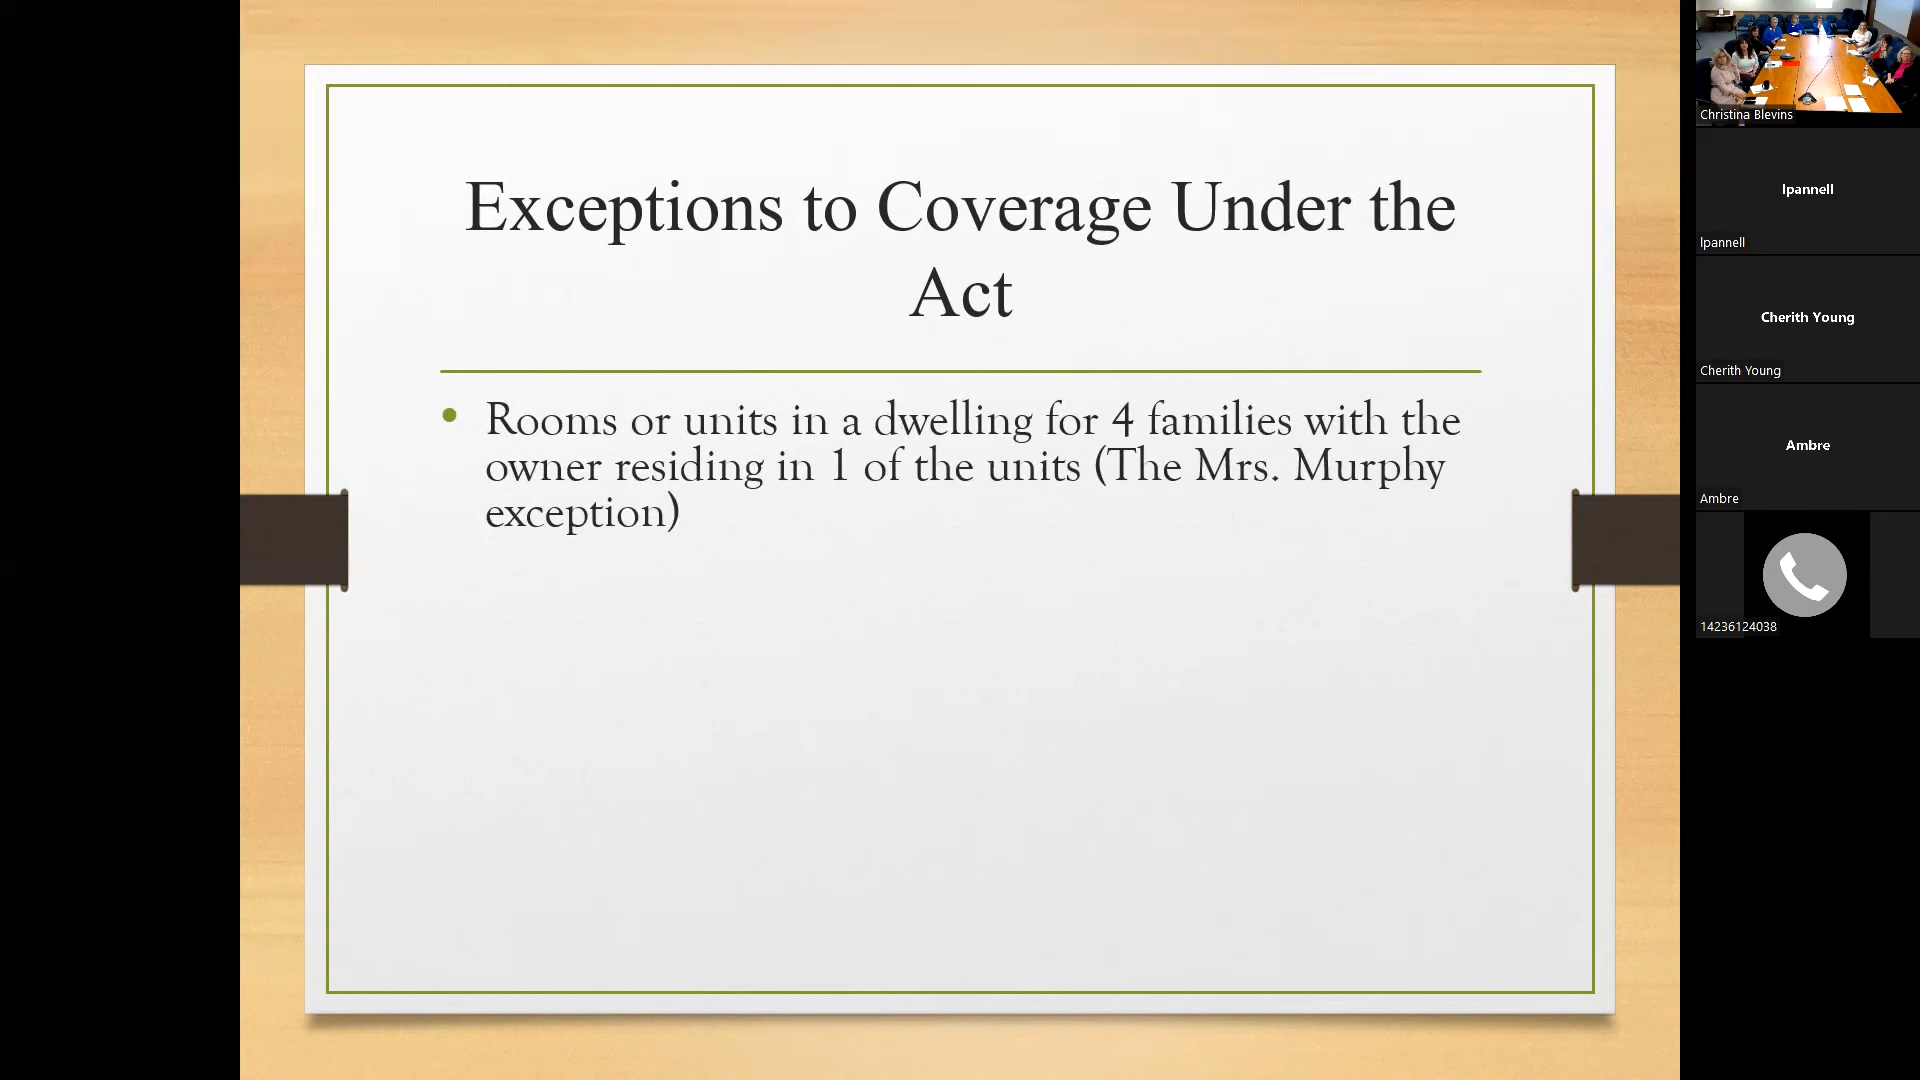 Exceptions to Coverage Under the
Act
• Rooms or units in a dwelling for 4 families with the
owner residing in 1 of the units (The Mrs. Murphy
exception)
Christina Blevins
lpannell
lpannell
Cherith Young
Cherith Young
Ambre
Ambre
14236124038